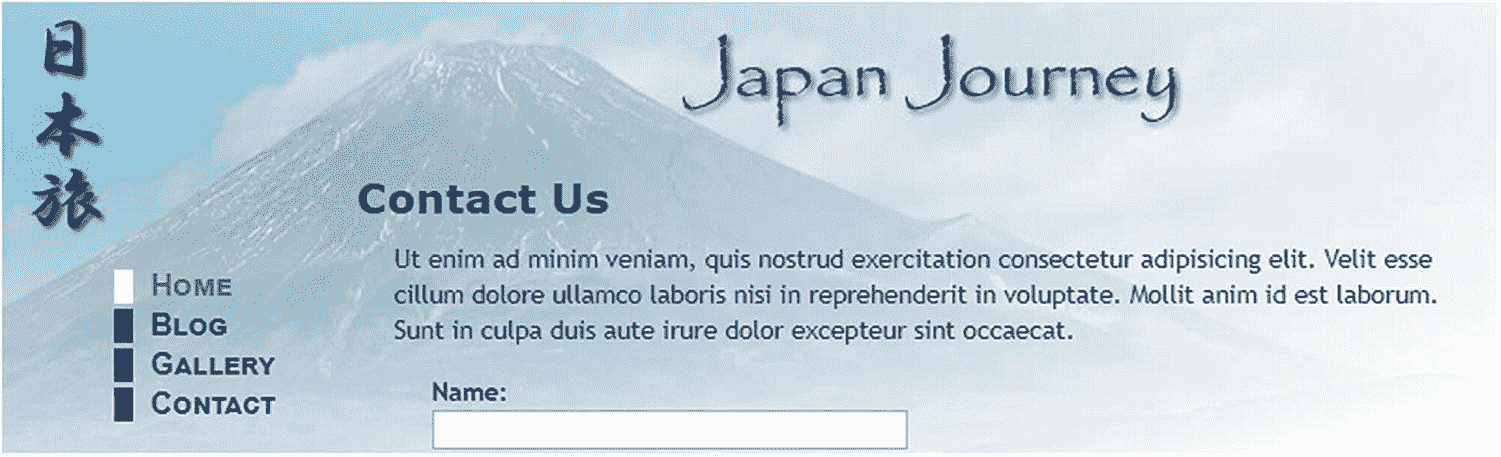 日本旅
Japan Journey
Contact Us
Ut enim ad minim veniam, quis nostrud exercitation consectetur adipisicing elit. Velit esse
cillum dolore ullamco laboris nisi in reprehenderit in voluptate. Mollit anim id est laborum.
Sunt in culpa duis aute irure dolor excepteur sint occaecat.
Home
Blog
Gallery
Contact
Name: